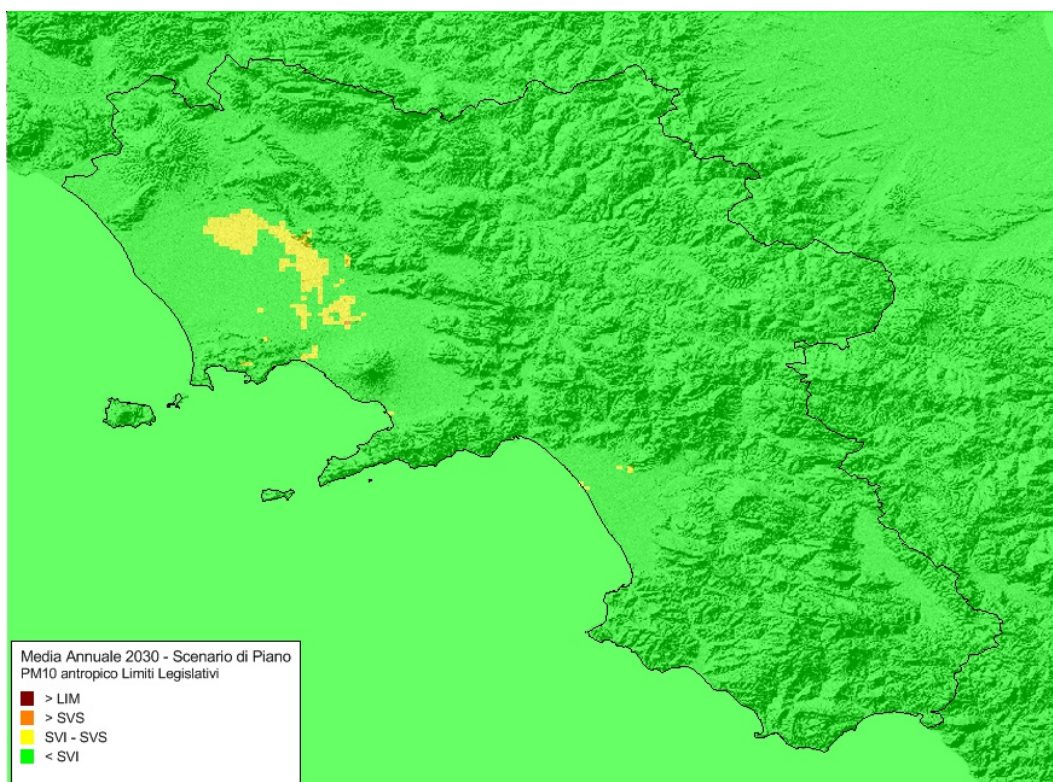 Media Annuale 2030 - Scenario di Piano
PM10 antropico Limiti Legislativi
> LIM
> SVS
SVI - SVS
< SVI